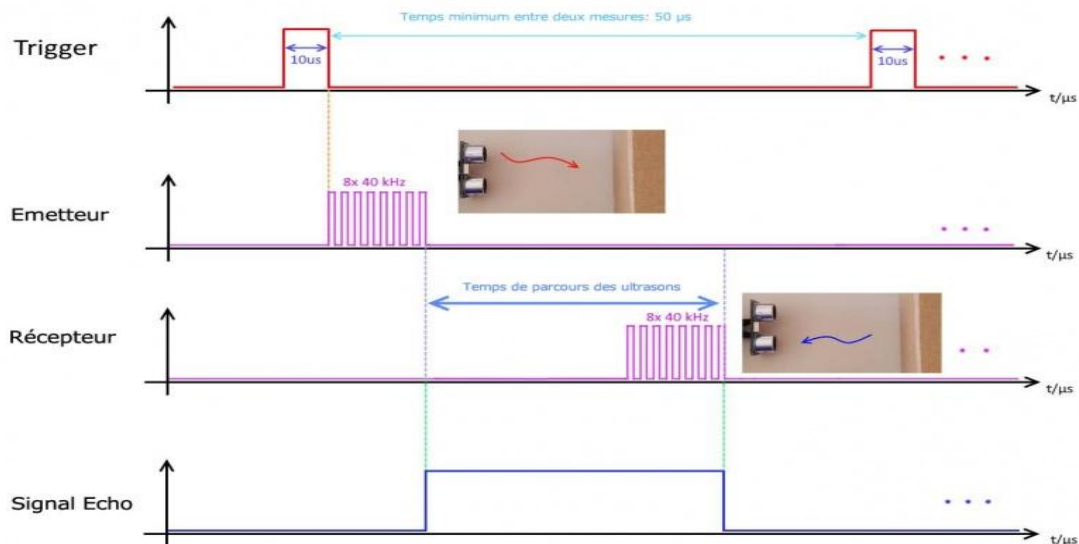 Temps minimum entre deux mesures: 50 µs
Trigger
10us
10us
t/µs
8x 40 kHz
Emetteur
t/µs
Temps de parcours des ultrasons
8x 40 kHz
Récepteur
t/µs
Signal Echo
t/µs